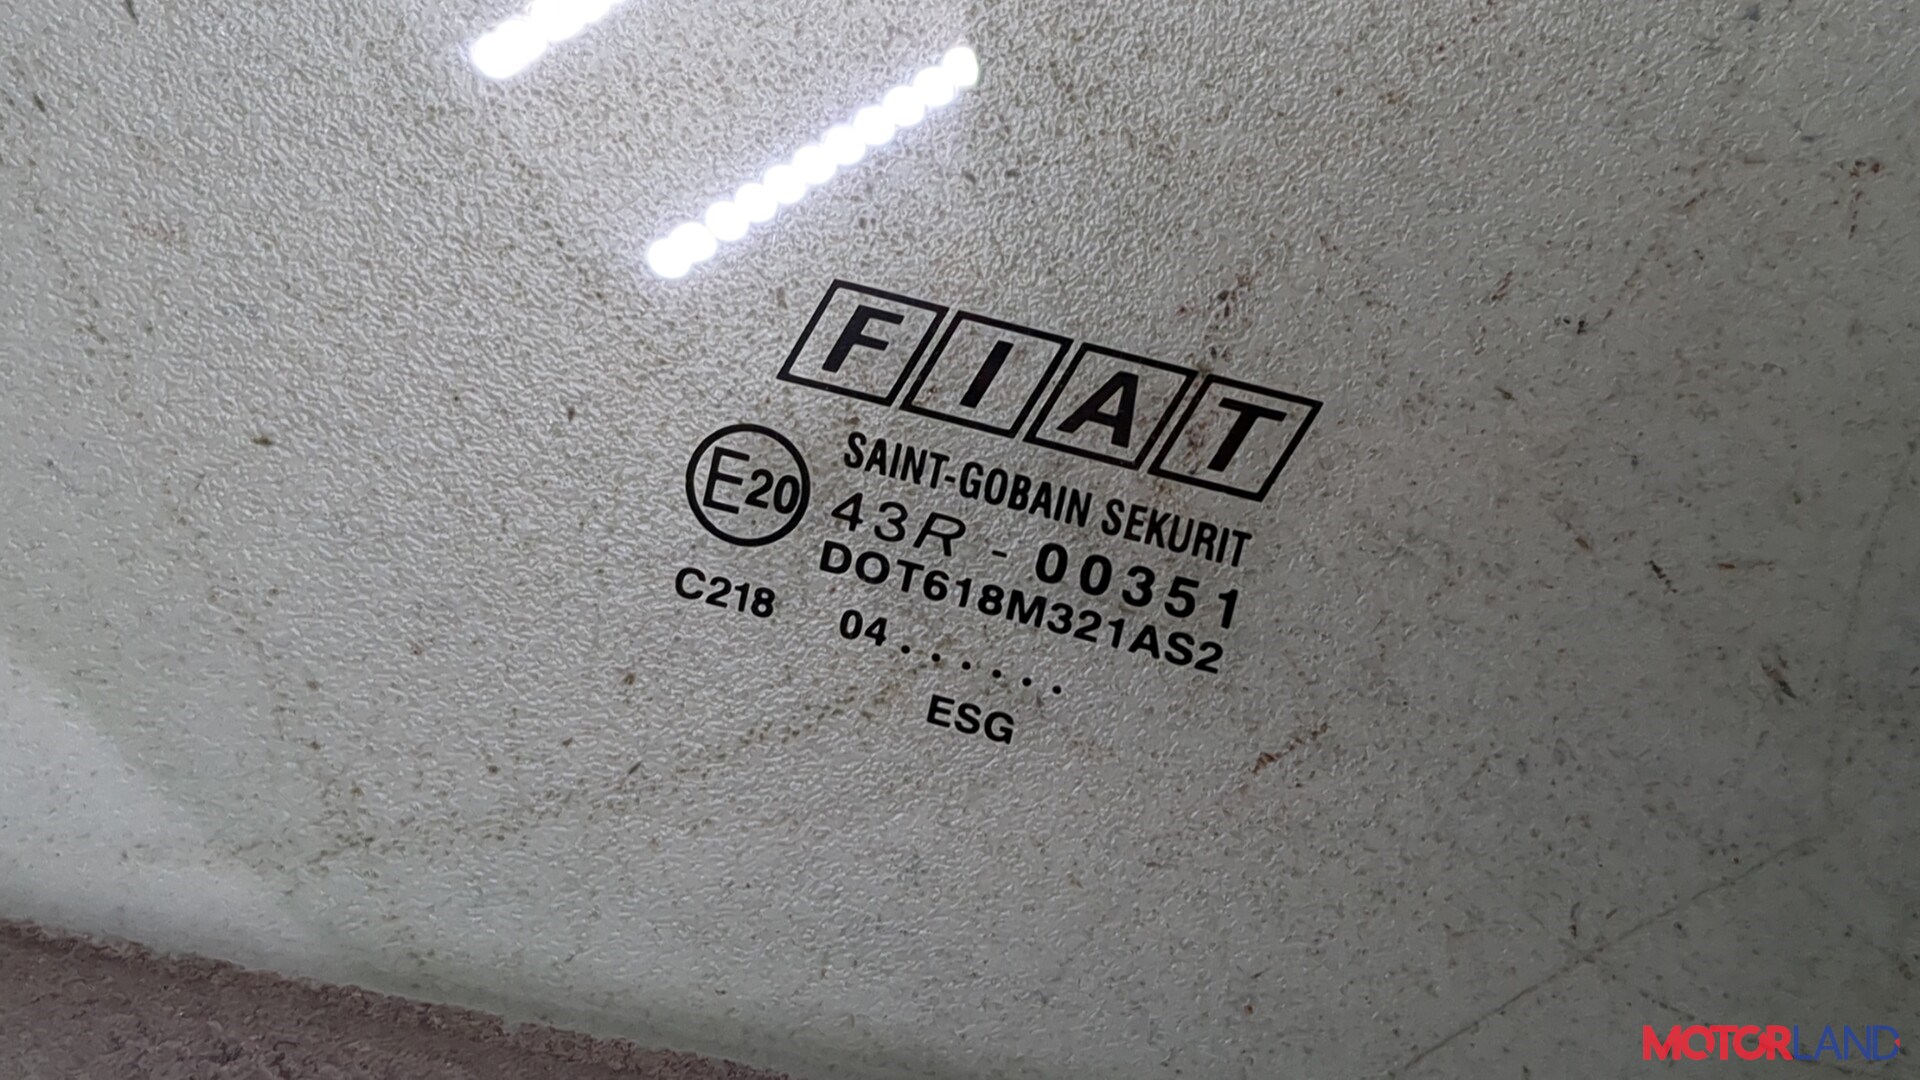 FIAT
SAINT-GOBAIN SEKURIT
E20 43R - 00351
DOT618M321AS2
C218 04......
ESG
MOTORLAND